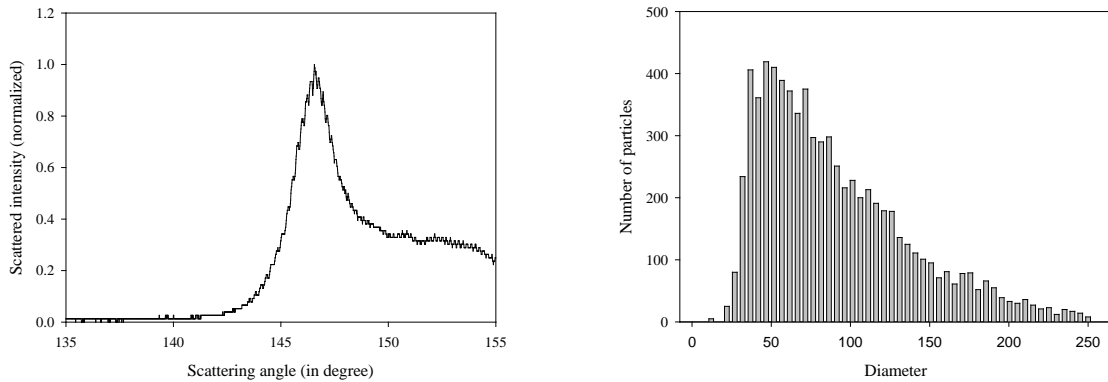 1.2
1.0
0.8
0.6
0.4
0.2
0.0
Scattered intensity (normalized)
135 140 145 150 155
Scattering angle (in degree)
500
400
300
200
100
0
Number of particles
0 50 100 150 200 250
Diameter